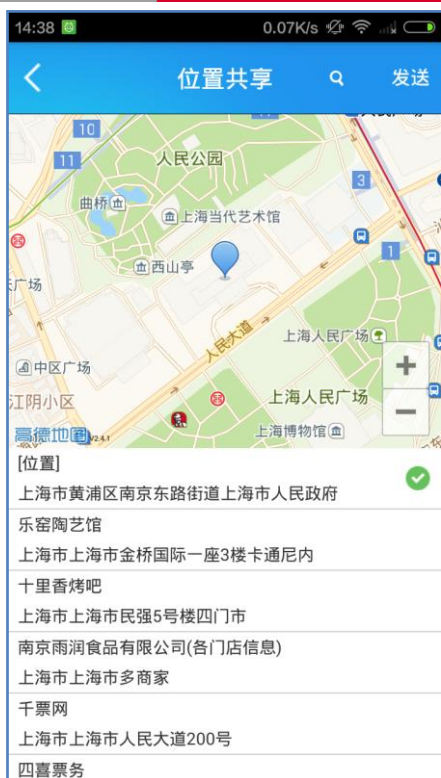 14:38 0.07K/s
位置共享 发送
10
11
人民公园
3
曲桥
上海当代艺术馆
西山亭
1
广场
人民大道
上海人民广场
+
中区广场
江阴小区
上海人民广场
−
上海博物馆
高德地图 V2.4.1
[位置]
上海市黄浦区南京东路街道上海市人民政府
乐窑陶艺馆
上海市上海市金桥国际一座3楼卡通尼内
十里香烤吧
上海市上海市民强5号楼四门市
南京雨润食品有限公司(各门店信息)
上海市上海市多商家
千票网
上海市上海市人民大道200号
四喜票务